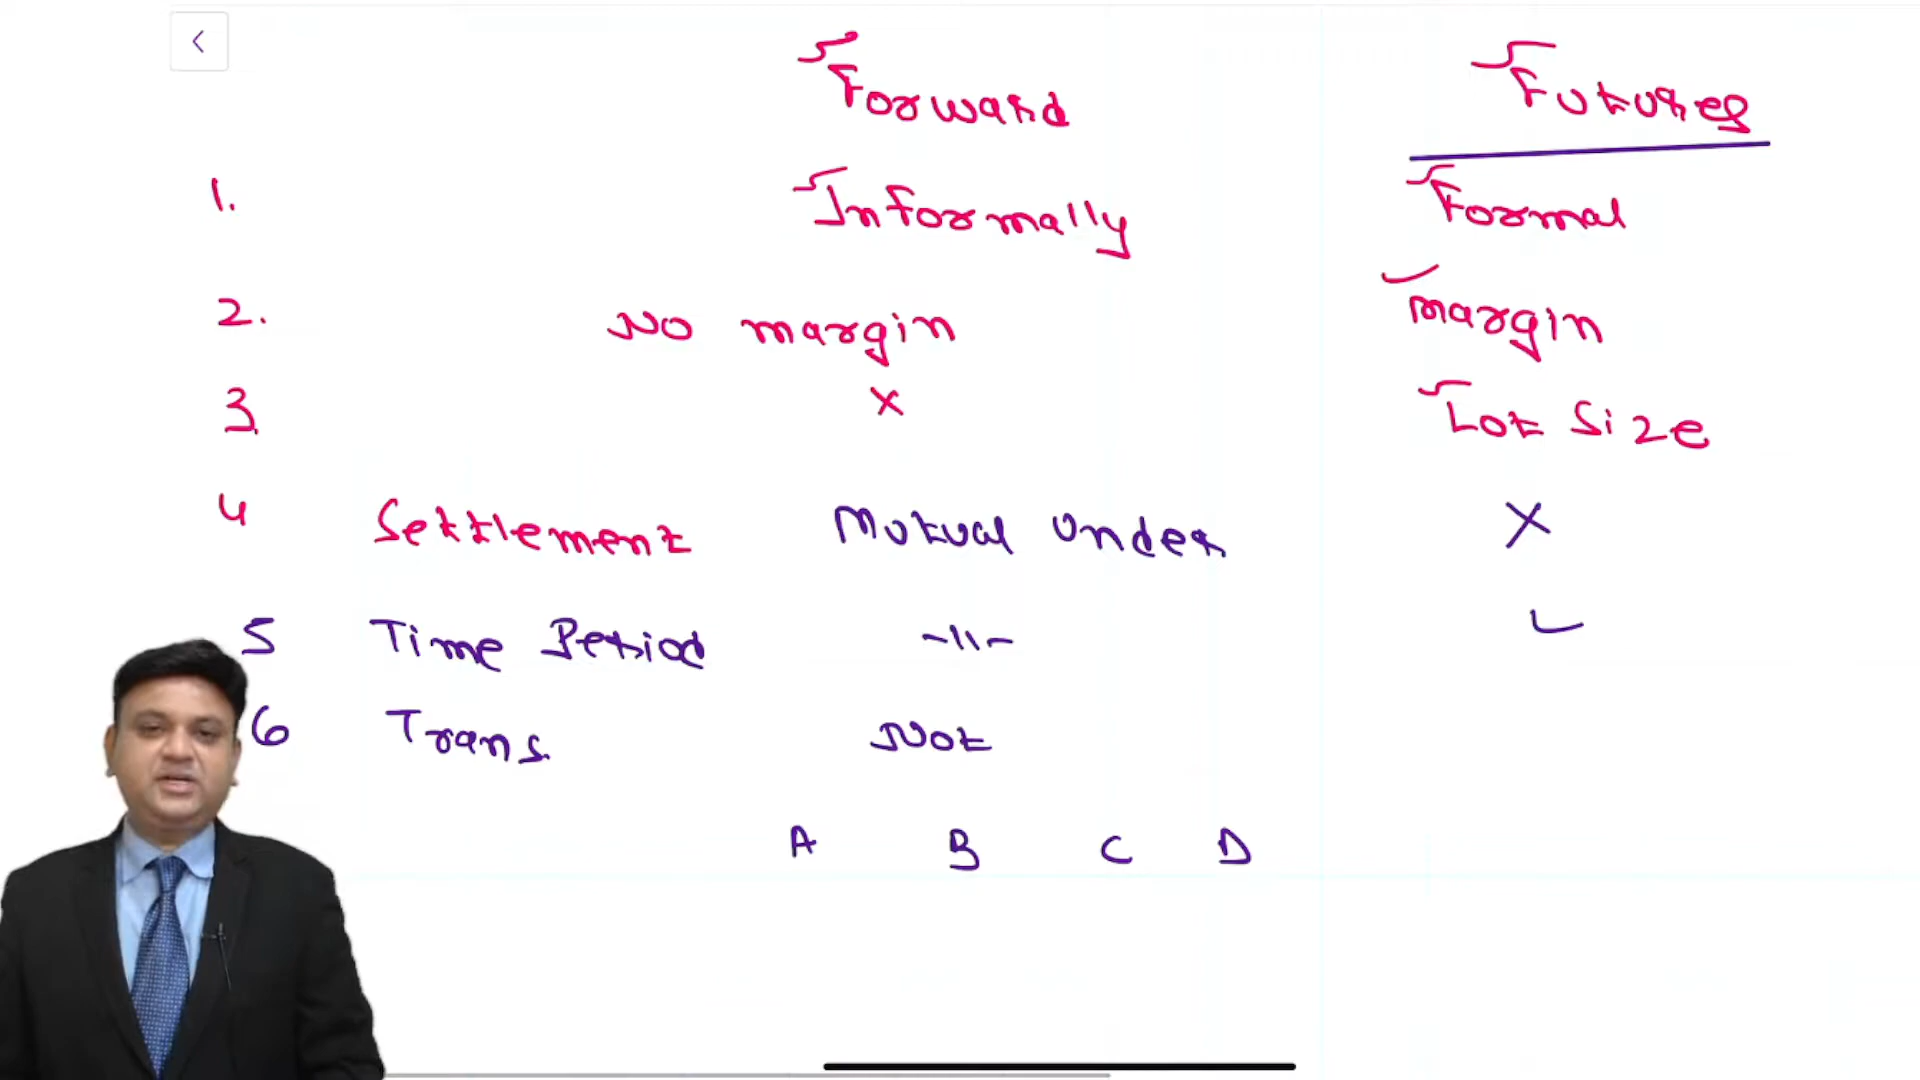 Forward Futures
1. Informally Formal
2. No margin margin
3. x Lot Size
4 Settlement Mutual Under X
5 Time Period -11-
6 Trans. Not
A B C D